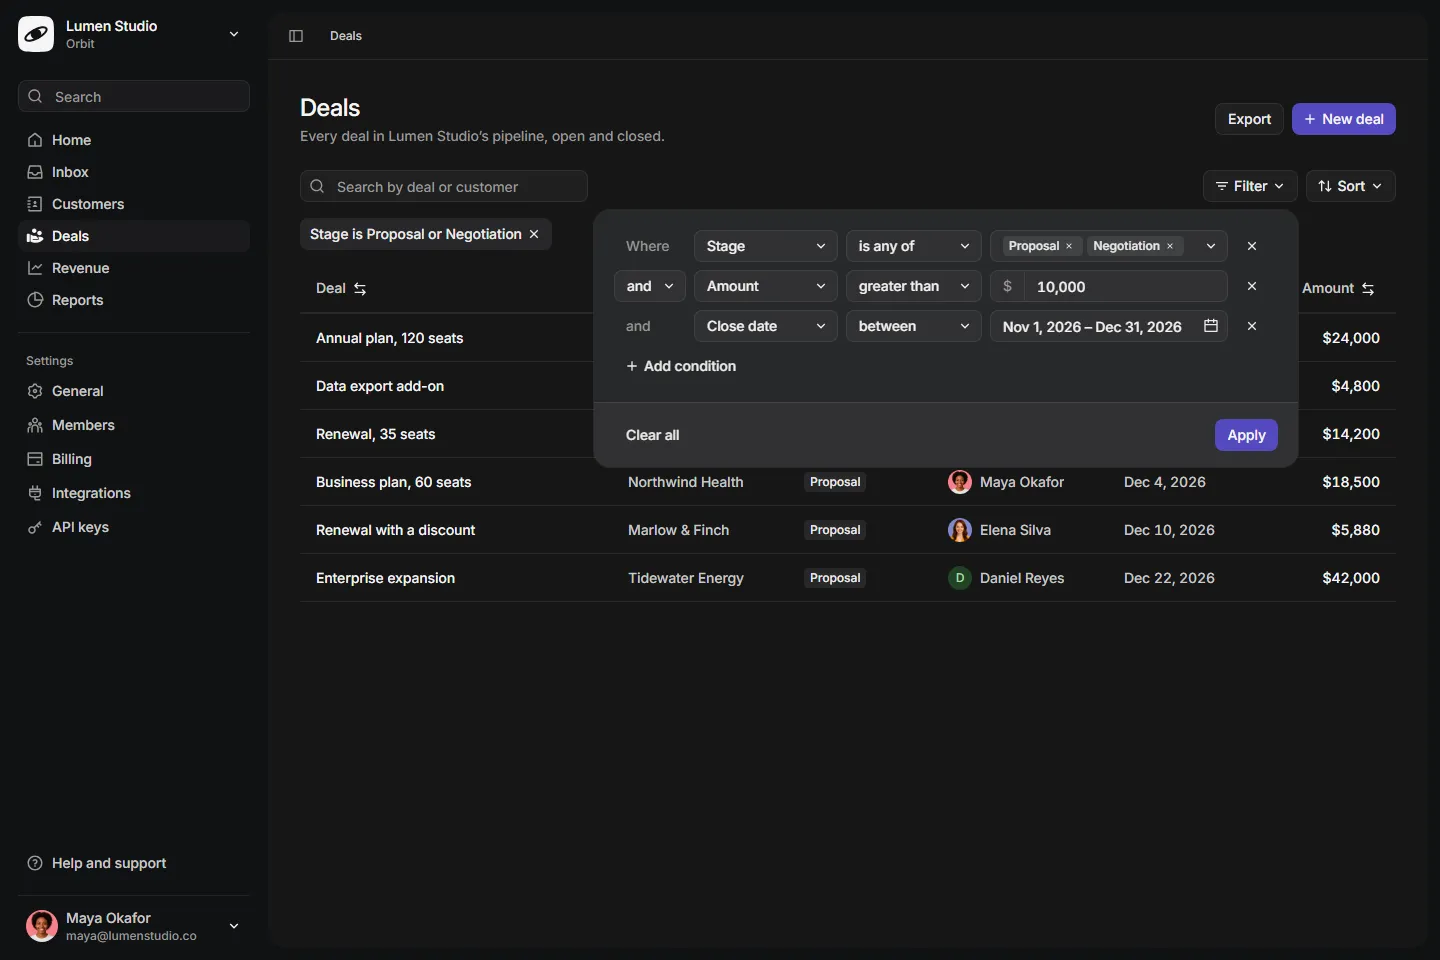 Lumen Studio
Orbit
Search
Home
Inbox
Customers
Deals
Revenue
Reports
Settings
General
Members
Billing
Integrations
API keys
Help and support
Maya Okafor
maya@lumenstudio.co
Deals
Deals
Every deal in Lumen Studio’s pipeline, open and closed.
Export
+ New deal
Search by deal or customer
Filter
Sort
Stage is Proposal or Negotiation ×
Where Stage is any of Proposal × Negotiation × ×
and Amount greater than $ 10,000 ×
and Close date between Nov 1, 2026 – Dec 31, 2026 ×
+ Add condition
Clear all Apply
Deal Amount
Annual plan, 120 seats $24,000
Data export add-on $4,800
Renewal, 35 seats $14,200
Business plan, 60 seats Northwind Health Proposal Maya Okafor Dec 4, 2026 $18,500
Renewal with a discount Marlow & Finch Proposal Elena Silva Dec 10, 2026 $5,880
Enterprise expansion Tidewater Energy Proposal D Daniel Reyes Dec 22, 2026 $42,000